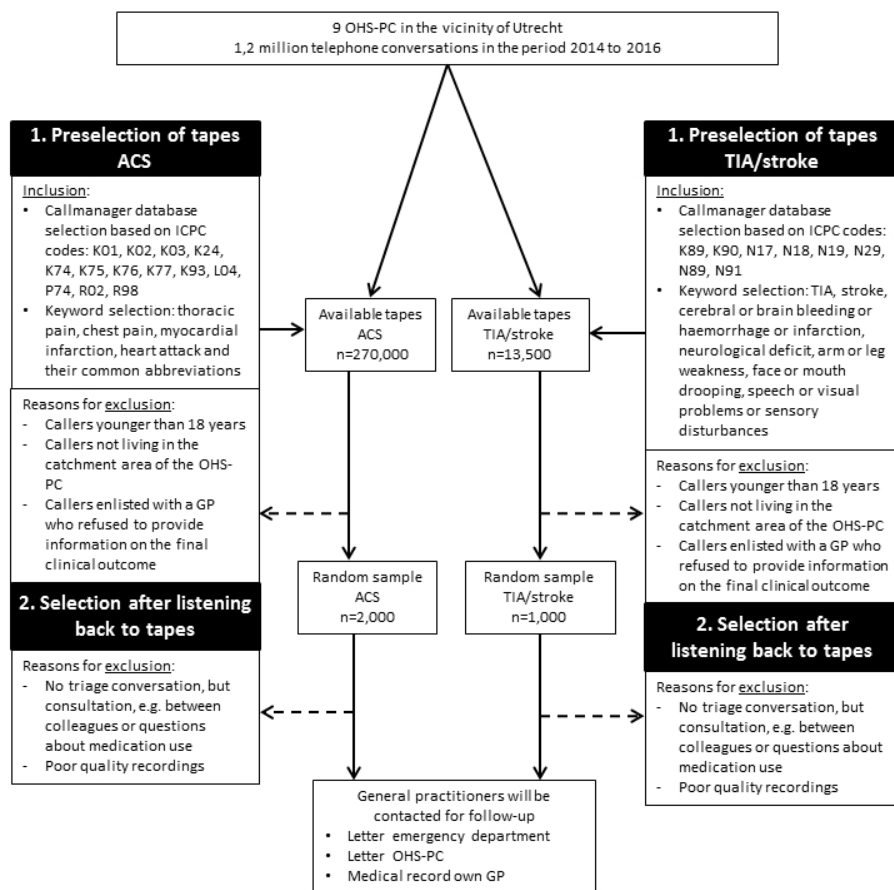 9 OHS-PC in the vicinity of Utrecht
1,2 million telephone conversations in the period 2014 to 2016
1. Preselection of tapes
ACS
Inclusion:
• Callmanager database
selection based on ICPC
codes: K01, K02, K03, K24,
K74, K75, K76, K77, K93, L04,
P74, R02, R98
• Keyword selection: thoracic
pain, chest pain, myocardial
infarction, heart attack and
their common abbreviations
Reasons for exclusion:
- Callers younger than 18 years
- Callers not living in the
catchment area of the OHS-
PC
- Callers enlisted with a GP
who refused to provide
information on the final
clinical outcome
2. Selection after listening
back to tapes
Reasons for exclusion:
- No triage conversation, but
consultation, e.g. between
colleagues or questions
about medication use
- Poor quality recordings
Available tapes
ACS
n=270,000
Available tapes
TIA/stroke
n=13,500
Random sample
ACS
n=2,000
Random sample
TIA/stroke
n=1,000
General practitioners will be
contacted for follow-up
• Letter emergency department
• Letter OHS-PC
• Medical record own GP
1. Preselection of tapes
TIA/stroke
Inclusion:
• Callmanager database
selection based on ICPC codes:
K89, K90, N17, N18, N19, N29,
N89, N91
• Keyword selection: TIA, stroke,
cerebral or brain bleeding or
haemorrhage or infarction,
neurological deficit, arm or leg
weakness, face or mouth
drooping, speech or visual
problems or sensory
disturbances
Reasons for exclusion:
- Callers younger than 18 years
- Callers not living in the
catchment area of the OHS-PC
- Callers enlisted with a GP who
refused to provide information
on the final clinical outcome
2. Selection after
listening back to tapes
Reasons for exclusion:
- No triage conversation, but
consultation, e.g. between
colleagues or questions about
medication use
- Poor quality recordings